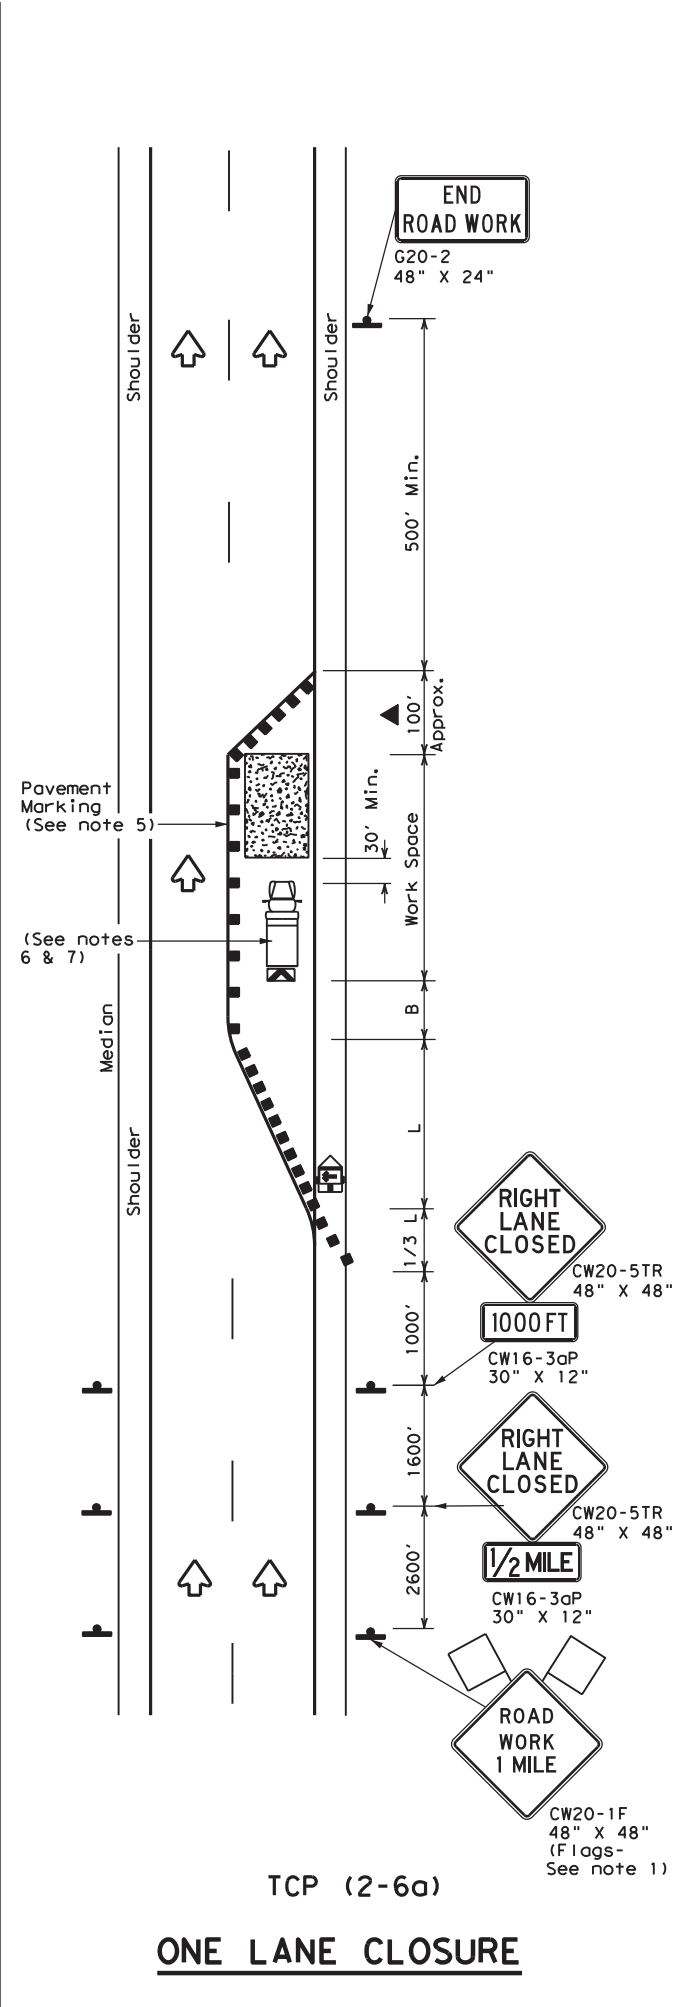 END
ROAD WORK
G20-2
48" X 24"
Shoulder
Shoulder
500' Min.
100'
Approx.
Pavement
Marking
(See note 5)
30' Min.
Work Space
(See notes
6 & 7)
B
Median
L
Shoulder
1/3 L
RIGHT
LANE
CLOSED
CW20-5TR
48" X 48"
1000 FT
CW16-3aP
30" X 12"
1000'
RIGHT
LANE
CLOSED
CW20-5TR
48" X 48"
1600'
1/2 MILE
CW16-3aP
30" X 12"
2600'
ROAD
WORK
1 MILE
CW20-1F
48" X 48"
(Flags-
See note 1)
TCP (2-6a)
ONE LANE CLOSURE